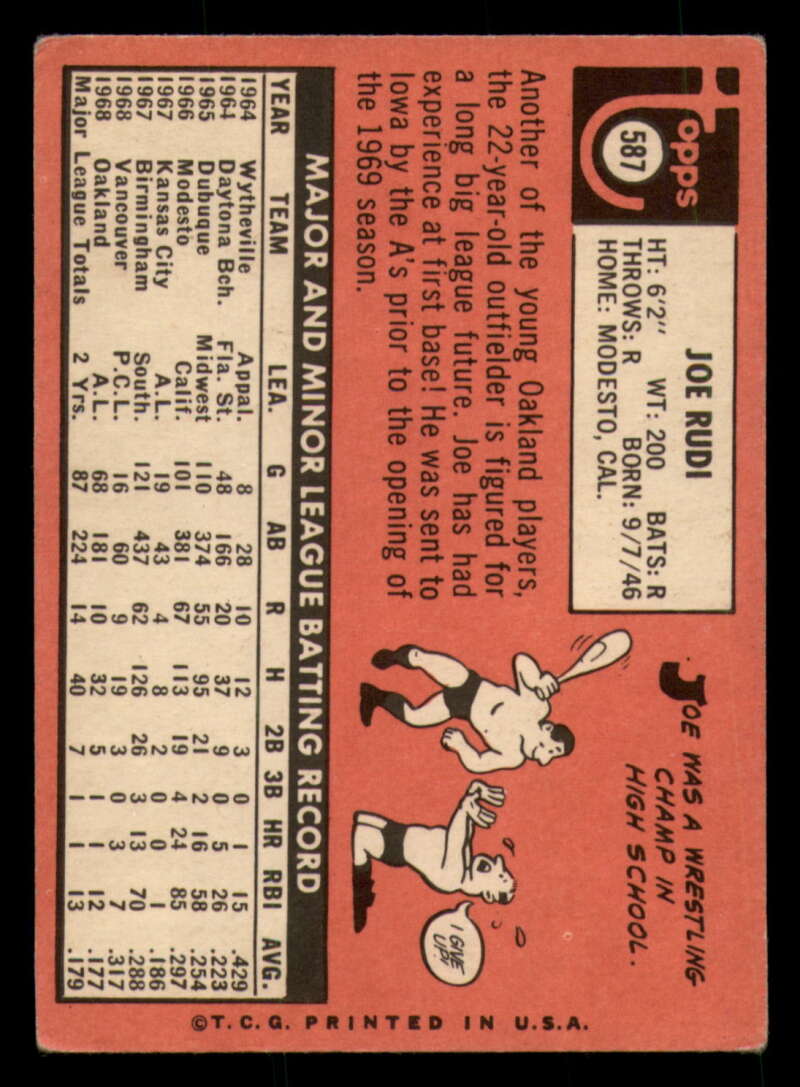 topps
587
JOE RUDI
HT: 6'2" WT: 200 BATS: R
THROWS: R BORN: 9/7/46
HOME: MODESTO, CAL.
JOE WAS A WRESTLING
CHAMP IN
HIGH SCHOOL.
I GIVE
UP!
Another of the young Oakland players,
the 22-year-old outfielder is figured for
a long big league future. Joe has had
experience at first base! He was sent to
Iowa by the A's prior to the opening of
the 1969 season.
MAJOR AND MINOR LEAGUE BATTING RECORD
YEAR TEAM LEA. G AB R H 2B 3B HR RBI AVG.
1964 Wytheville Appal. 8 28 10 12 3 0 1 15 .429
1964 Daytona Bch. Fla. St. 48 166 20 37 9 0 5 26 .223
1965 Dubuque Midwest 110 374 55 95 21 2 16 58 .254
1966 Modesto Calif. 101 381 67 113 19 4 24 85 .297
1967 Kansas City A.L. 19 43 4 8 2 0 0 1 .186
1967 Birmingham South. 121 437 62 126 26 3 13 70 .288
1968 Vancouver P.C.L. 16 60 9 19 3 0 3 7 .317
1968 Oakland A.L. 68 181 10 32 5 1 1 12 .177
Major League Totals 2 Yrs. 87 224 14 40 7 1 1 13 .179
©T.C.G. PRINTED IN U.S.A.